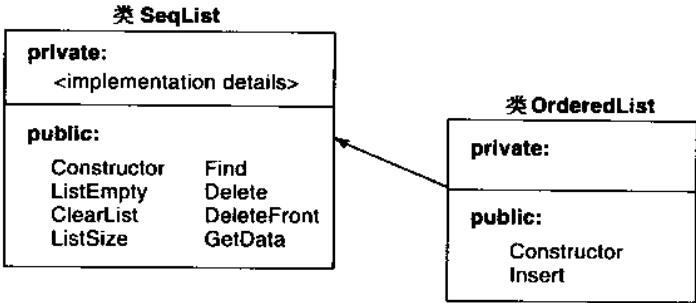 类 SeqList
private:
<implementation details>
public:
Constructor Find
ListEmpty Delete
ClearList DeleteFront
ListSize GetData
类 OrderedList
private:
public:
Constructor
Insert